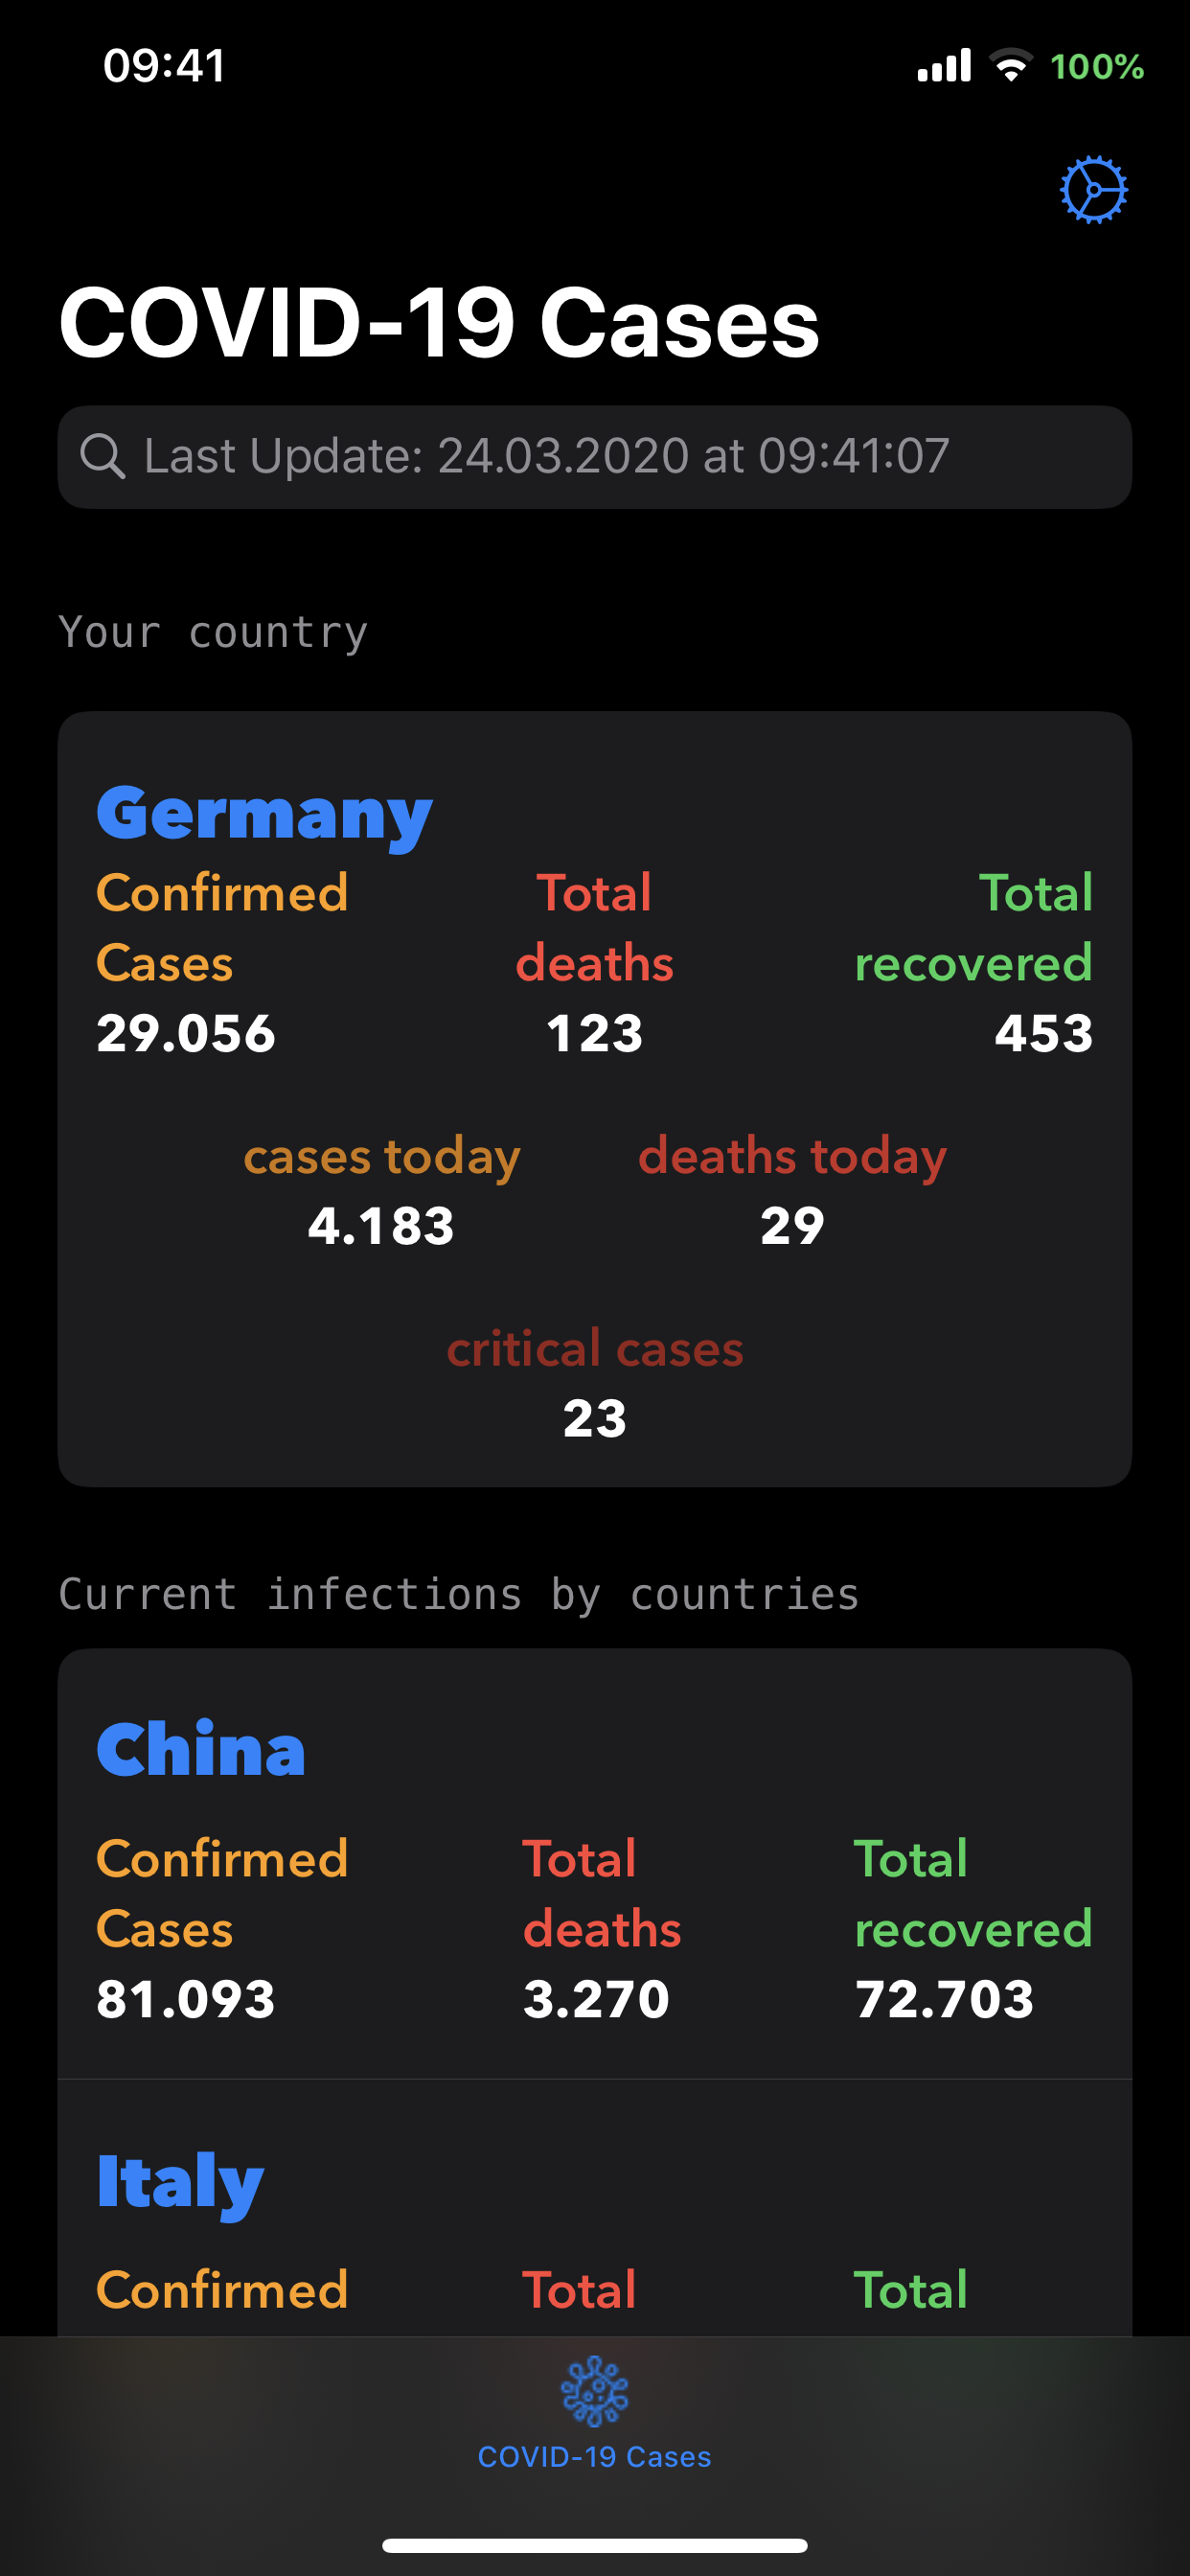 09:41 100%
COVID-19 Cases
Last Update: 24.03.2020 at 09:41:07
Your country
Germany
Confirmed Total Total
Cases deaths recovered
29.056 123 453
cases today deaths today
4.183 29
critical cases
23
Current infections by countries
China
Confirmed Total Total
Cases deaths recovered
81.093 3.270 72.703
Italy
Confirmed Total Total
COVID-19 Cases